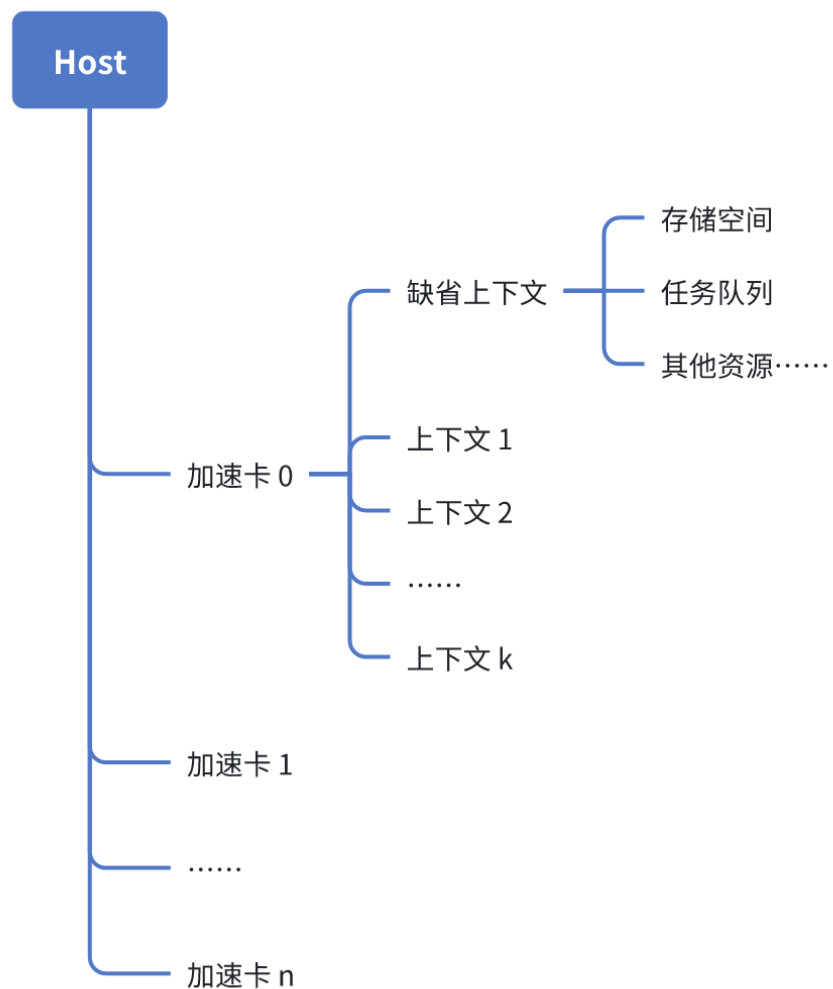 Host
加速卡 0
缺省上下文
存储空间
任务队列
其他资源……
上下文 1
上下文 2
……
上下文 k
加速卡 1
……
加速卡 n